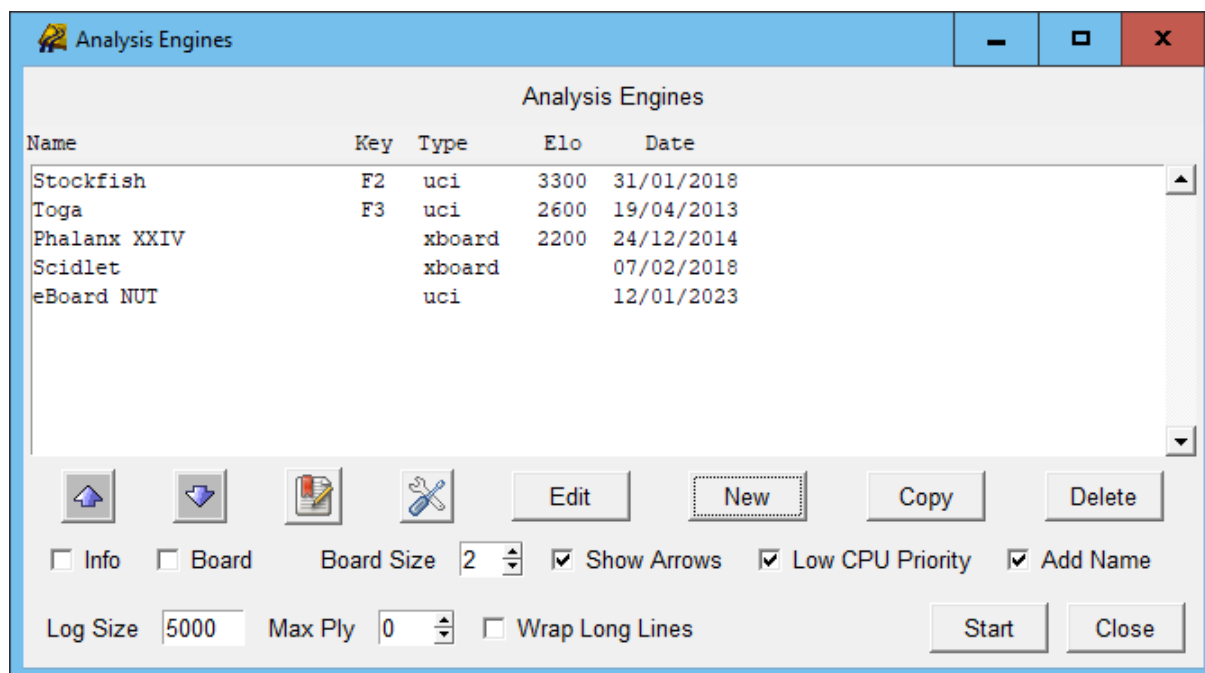 Analysis Engines
Analysis Engines
Name Key Type Elo Date
Stockfish F2 uci 3300 31/01/2018
Toga F3 uci 2600 19/04/2013
Phalanx XXIV xboard 2200 24/12/2014
Scidlet xboard 07/02/2018
eBoard NUT uci 12/01/2023
Edit New Copy Delete
Info Board Board Size 2 Show Arrows Low CPU Priority Add Name
Log Size 5000 Max Ply 0 Wrap Long Lines Start Close